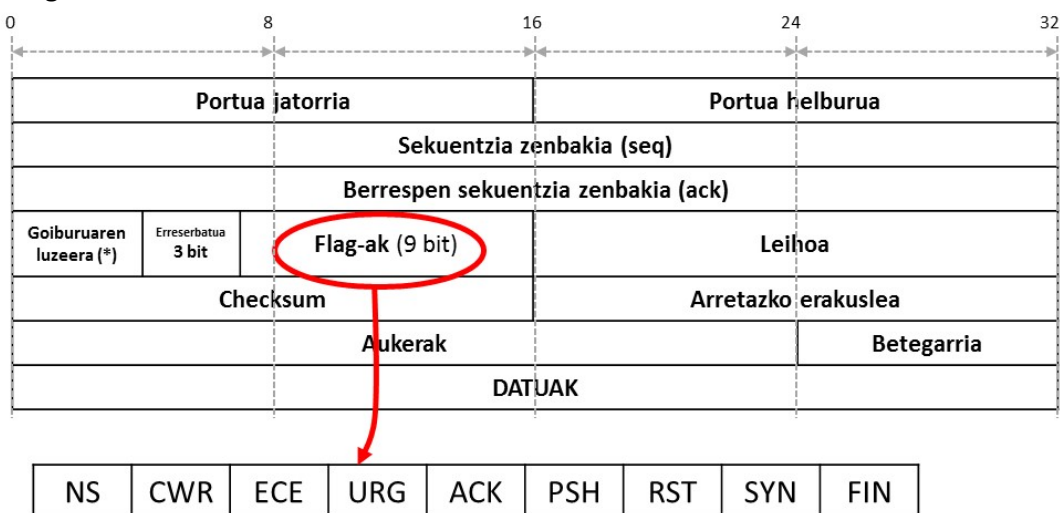 0 8 16 24 32
Portua jatorria Portua helburua
Sekuentzia zenbakia (seq)
Berrespen sekuentzia zenbakia (ack)
Goiburuaren luzeera (*) Erreserbatua 3 bit Flag-ak (9 bit) Leihoa
Checksum Arretazko erakuslea
Aukerak Betegarria
DATUAK
NS CWR ECE URG ACK PSH RST SYN FIN